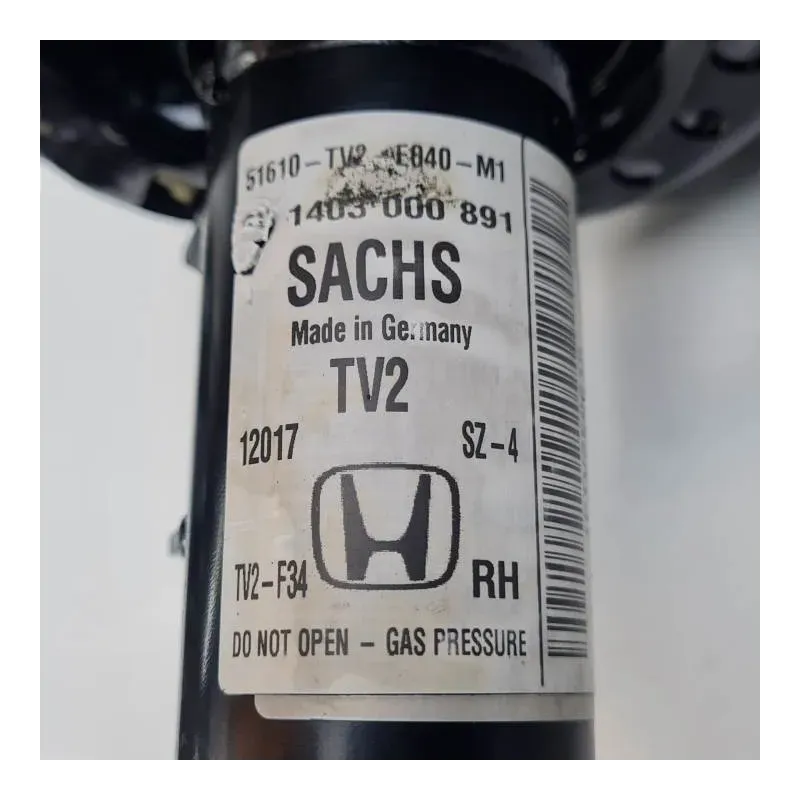 51610-TV2- E040-M1
1403 000 891
SACHS
Made in Germany
TV2
12017 SZ-4
TV2-F34 RH
DO NOT OPEN - GAS PRESSURE